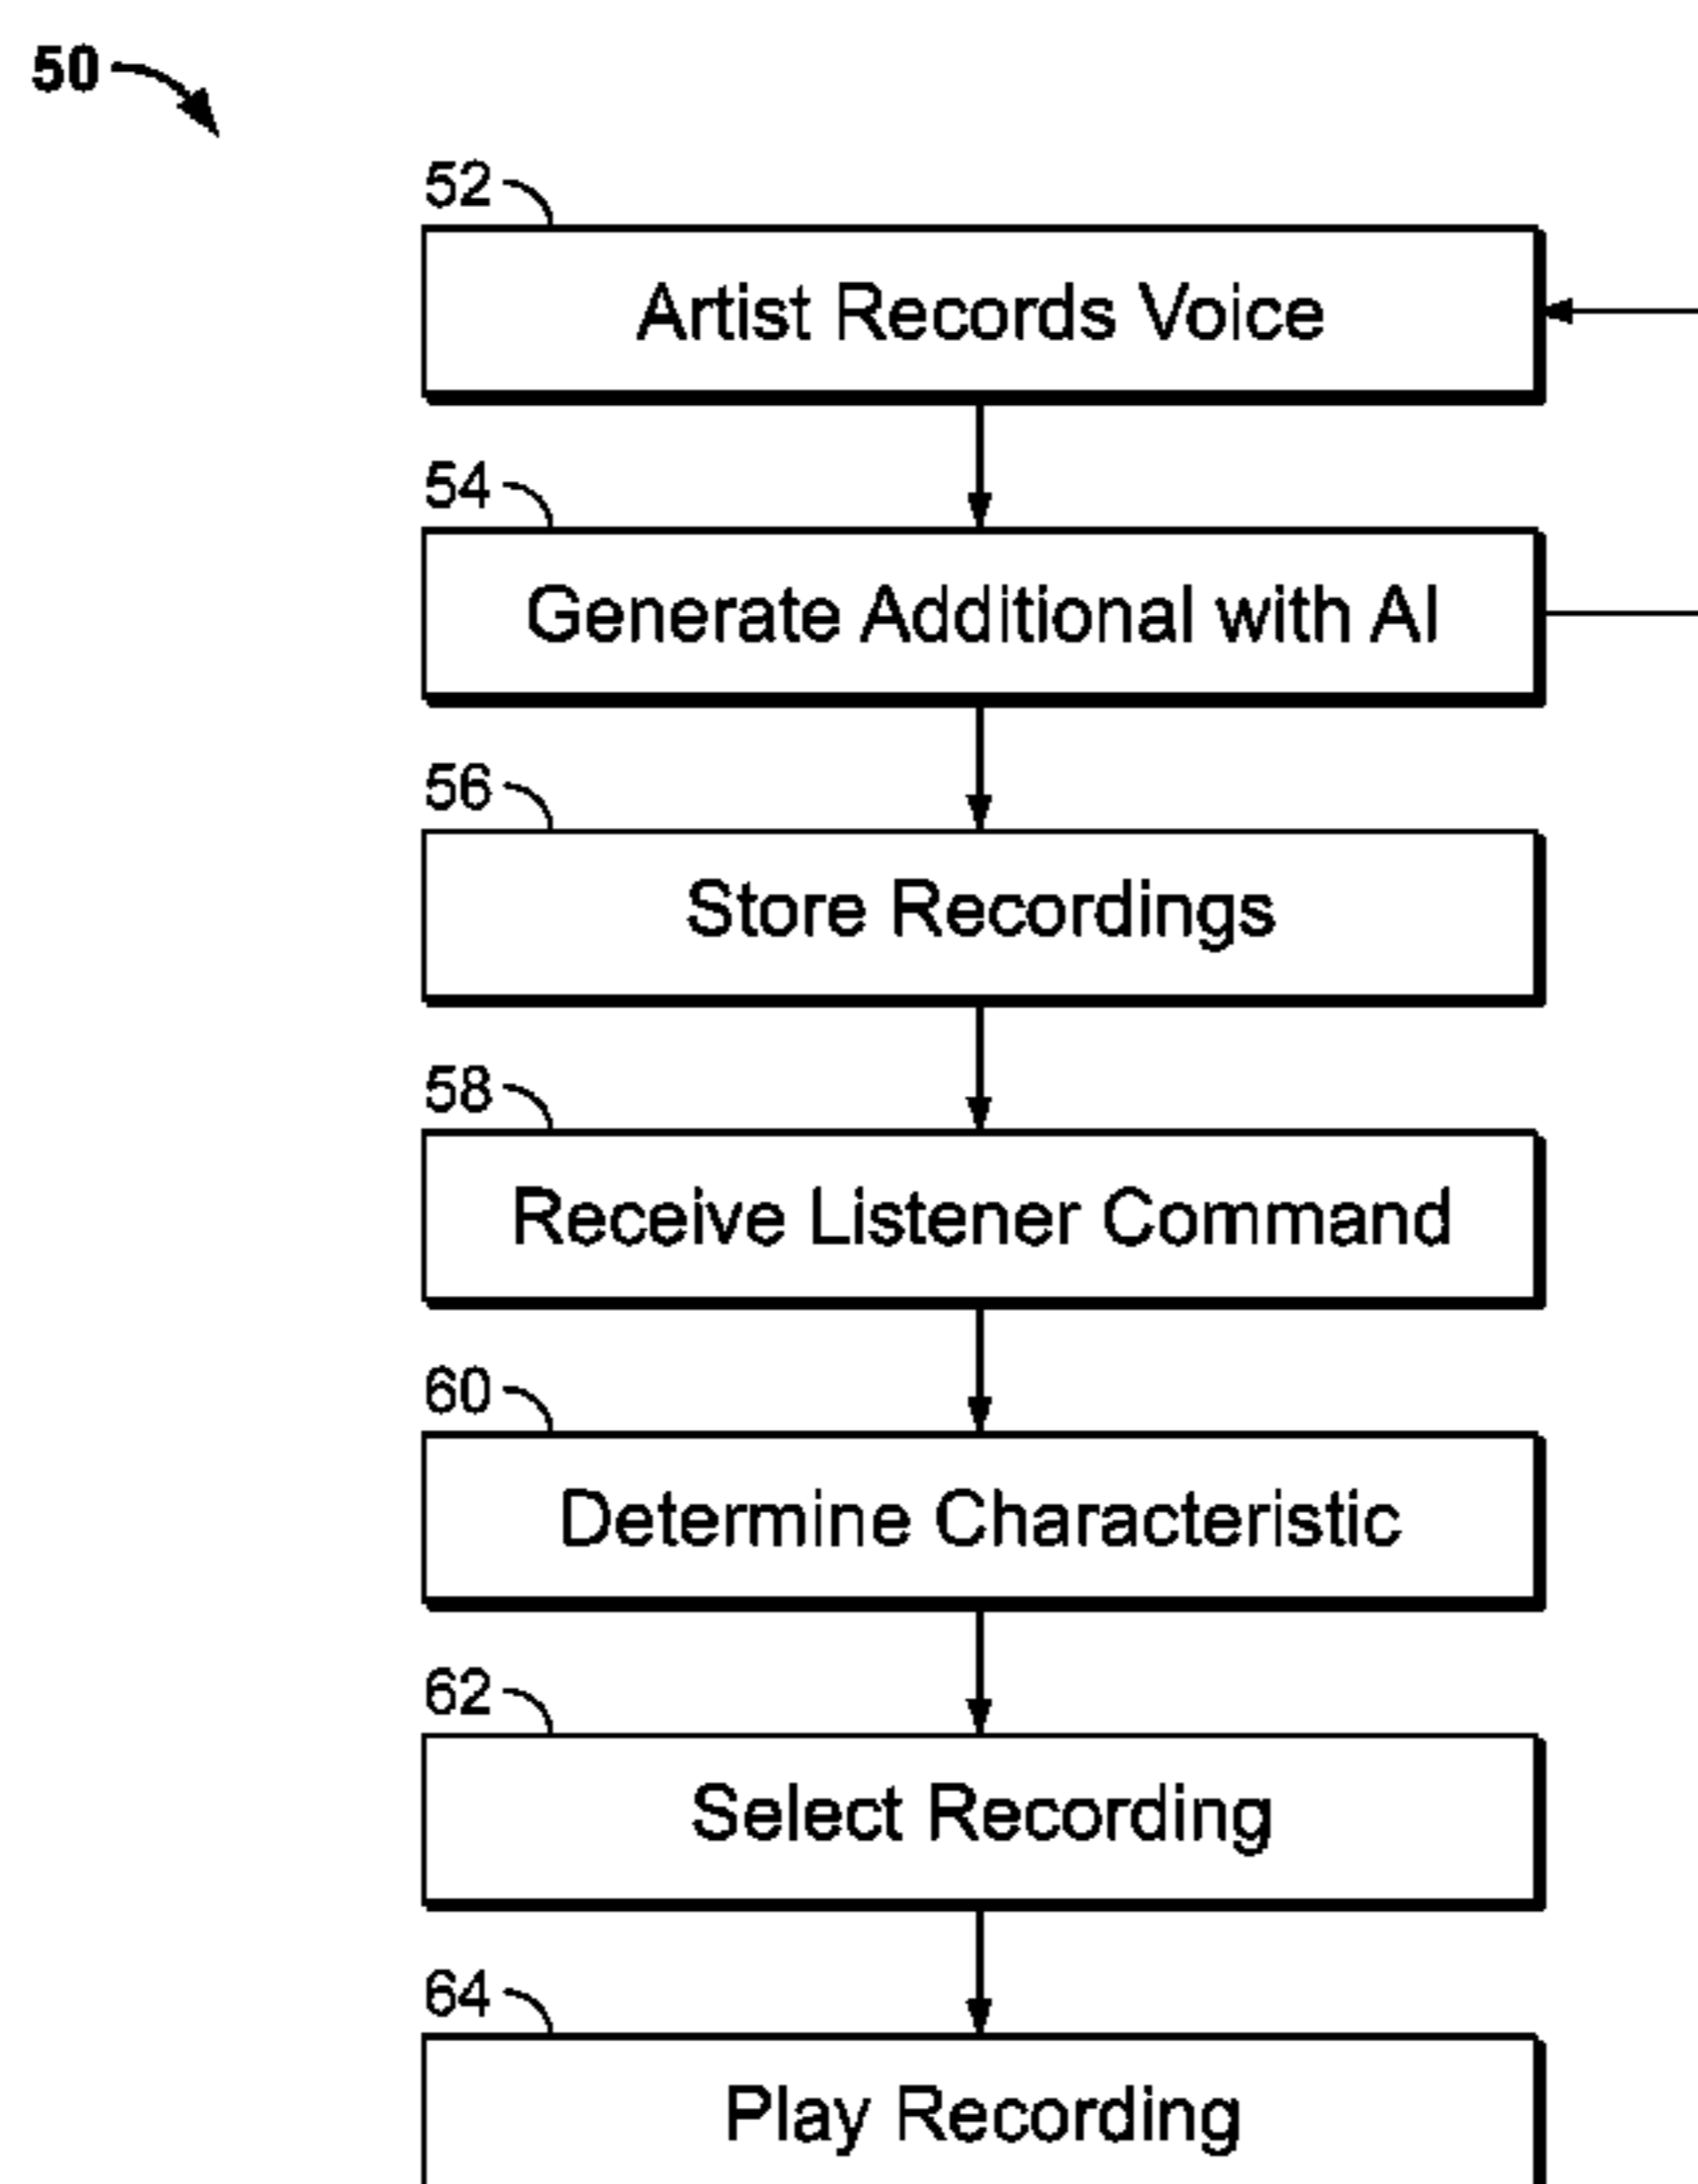 50
52
Artist Records Voice
54
Generate Additional with AI
56
Store Recordings
58
Receive Listener Command
60
Determine Characteristic
62
Select Recording
64
Play Recording